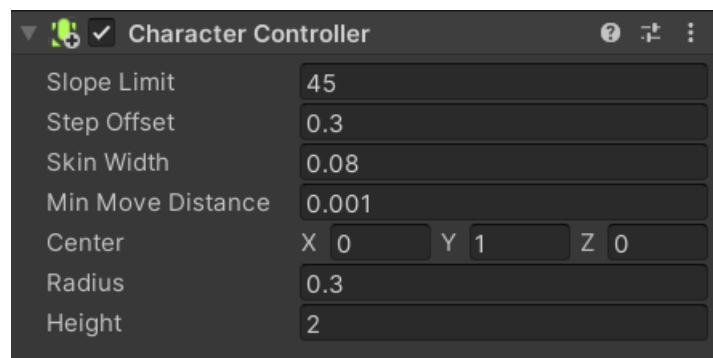 Character Controller
Slope Limit 45
Step Offset 0.3
Skin Width 0.08
Min Move Distance 0.001
Center X 0 Y 1 Z 0
Radius 0.3
Height 2